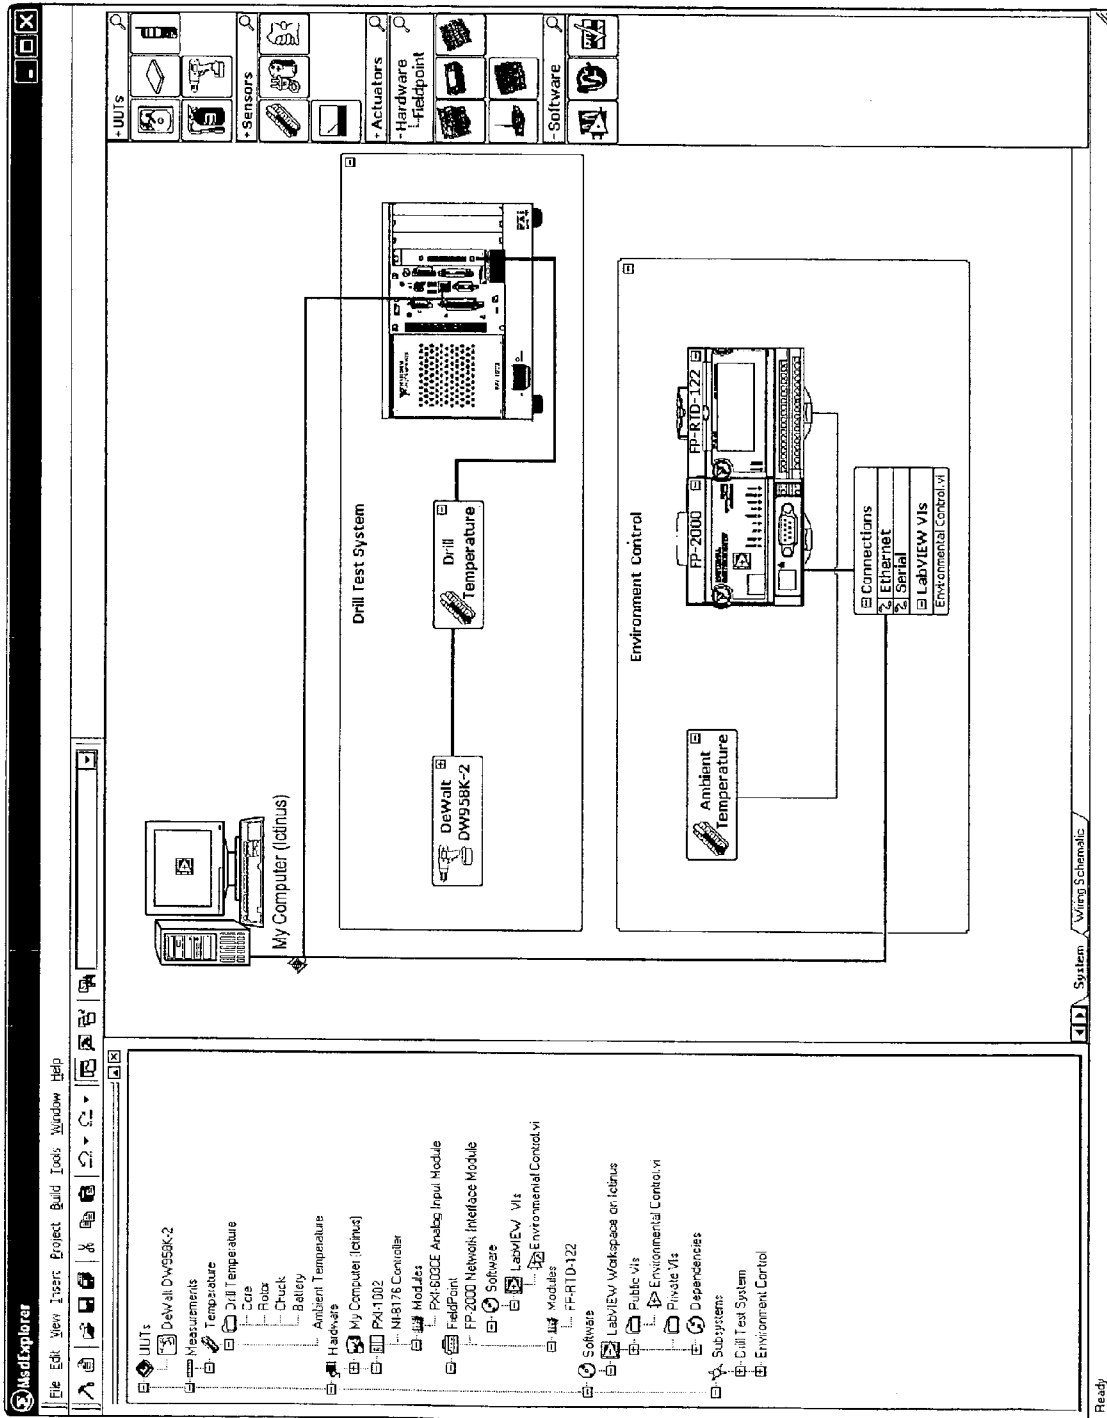 MsdExplorer
File Edit View Insert Project Build Tools Window Help
UUTs
DeWalt DW958K-2
Measurements
Temperature
Drill Temperature
Core
Rotor
Chuck
Battery
Ambient Temperature
Hardware
My Computer (Ictinus)
PXI-1002
NI-8176 Controller
Modules
PXI-6030E Analog Input Module
FieldPoint
FP-2000 Network Interface Module
Software
LabVIEW VIs
Environmental Control.vi
Modules
FP-RTD-122
Software
LabVIEW Workspace on Ictinus
Public VIs
Environmental Control.vi
Private VIs
Dependencies
Subsystems
Drill Test System
Environment Control
My Computer (Ictinus)
Drill Test System
DeWalt
DW958K-2
Drill
Temperature
Environment Control
Ambient
Temperature
FP-2000
FP-RTD-122
Connections
Ethernet
Serial
LabVIEW VIs
Environmental Control.vi
System
Wiring Schematic
+UUTs
+Sensors
+Actuators
-Hardware
Fieldpoint
-Software
Ready